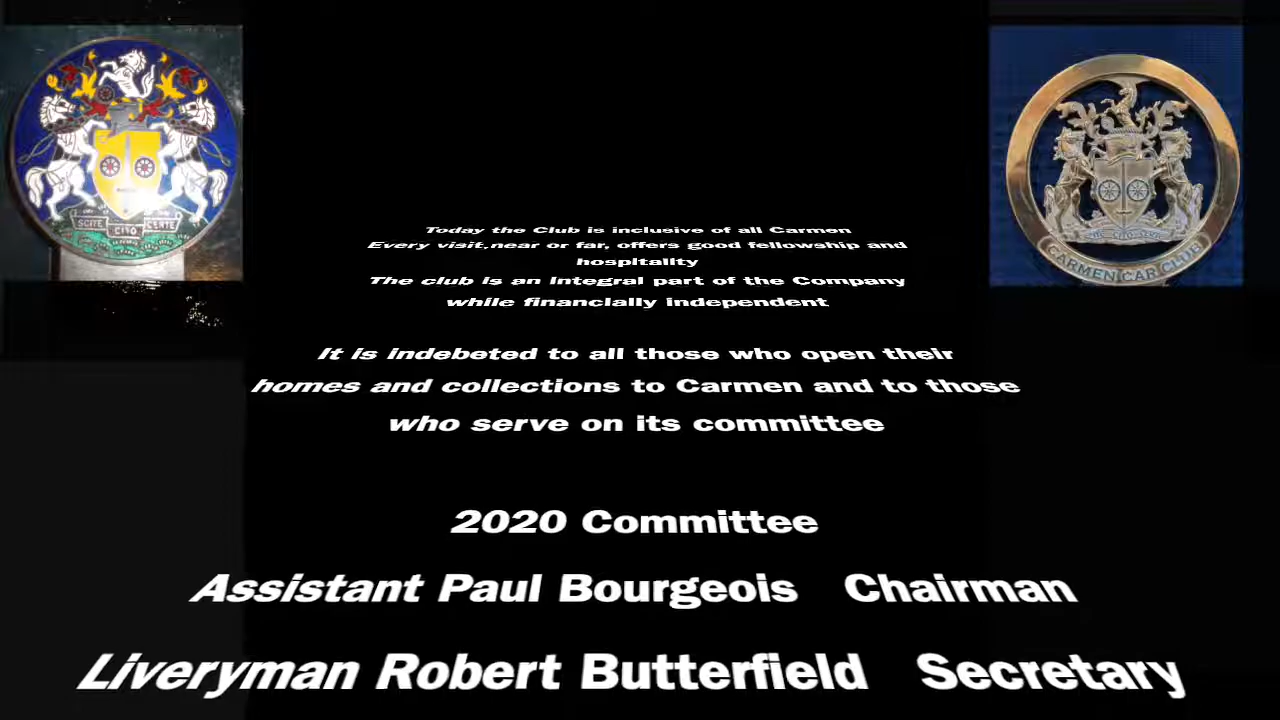 SCITE CITO CERTE
CARMEN CAR CLUB
Today the Club is inclusive of all Carmen
Every visit,near or far, offers good fellowship and
hospitality
The club is an integral part of the Company
while financially independent
It is indebeted to all those who open their
homes and collections to Carmen and to those
who serve on its committee
2020 Committee
Assistant Paul Bourgeois Chairman
Liveryman Robert Butterfield Secretary